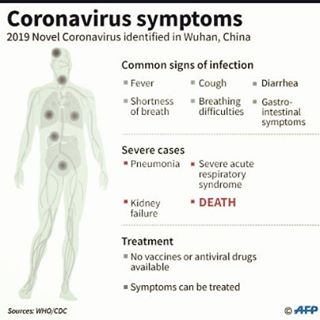 Coronavirus symptoms
2019 Novel Coronavirus identified in Wuhan, China
Common signs of infection
Fever
Cough
Diarrhea
Shortness
of breath
Breathing
difficulties
Gastro-
intestinal
symptoms
Severe cases
Pneumonia
Severe acute
respiratory
syndrome
Kidney
failure
DEATH
Treatment
No vaccines or antiviral drugs
available
Symptoms can be treated
Sources: WHO/CDC
© AFP